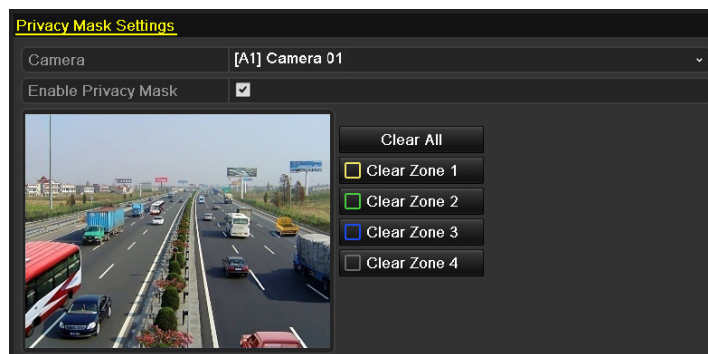 Privacy Mask Settings
Camera [A1] Camera 01
Enable Privacy Mask
Clear All
Clear Zone 1
Clear Zone 2
Clear Zone 3
Clear Zone 4